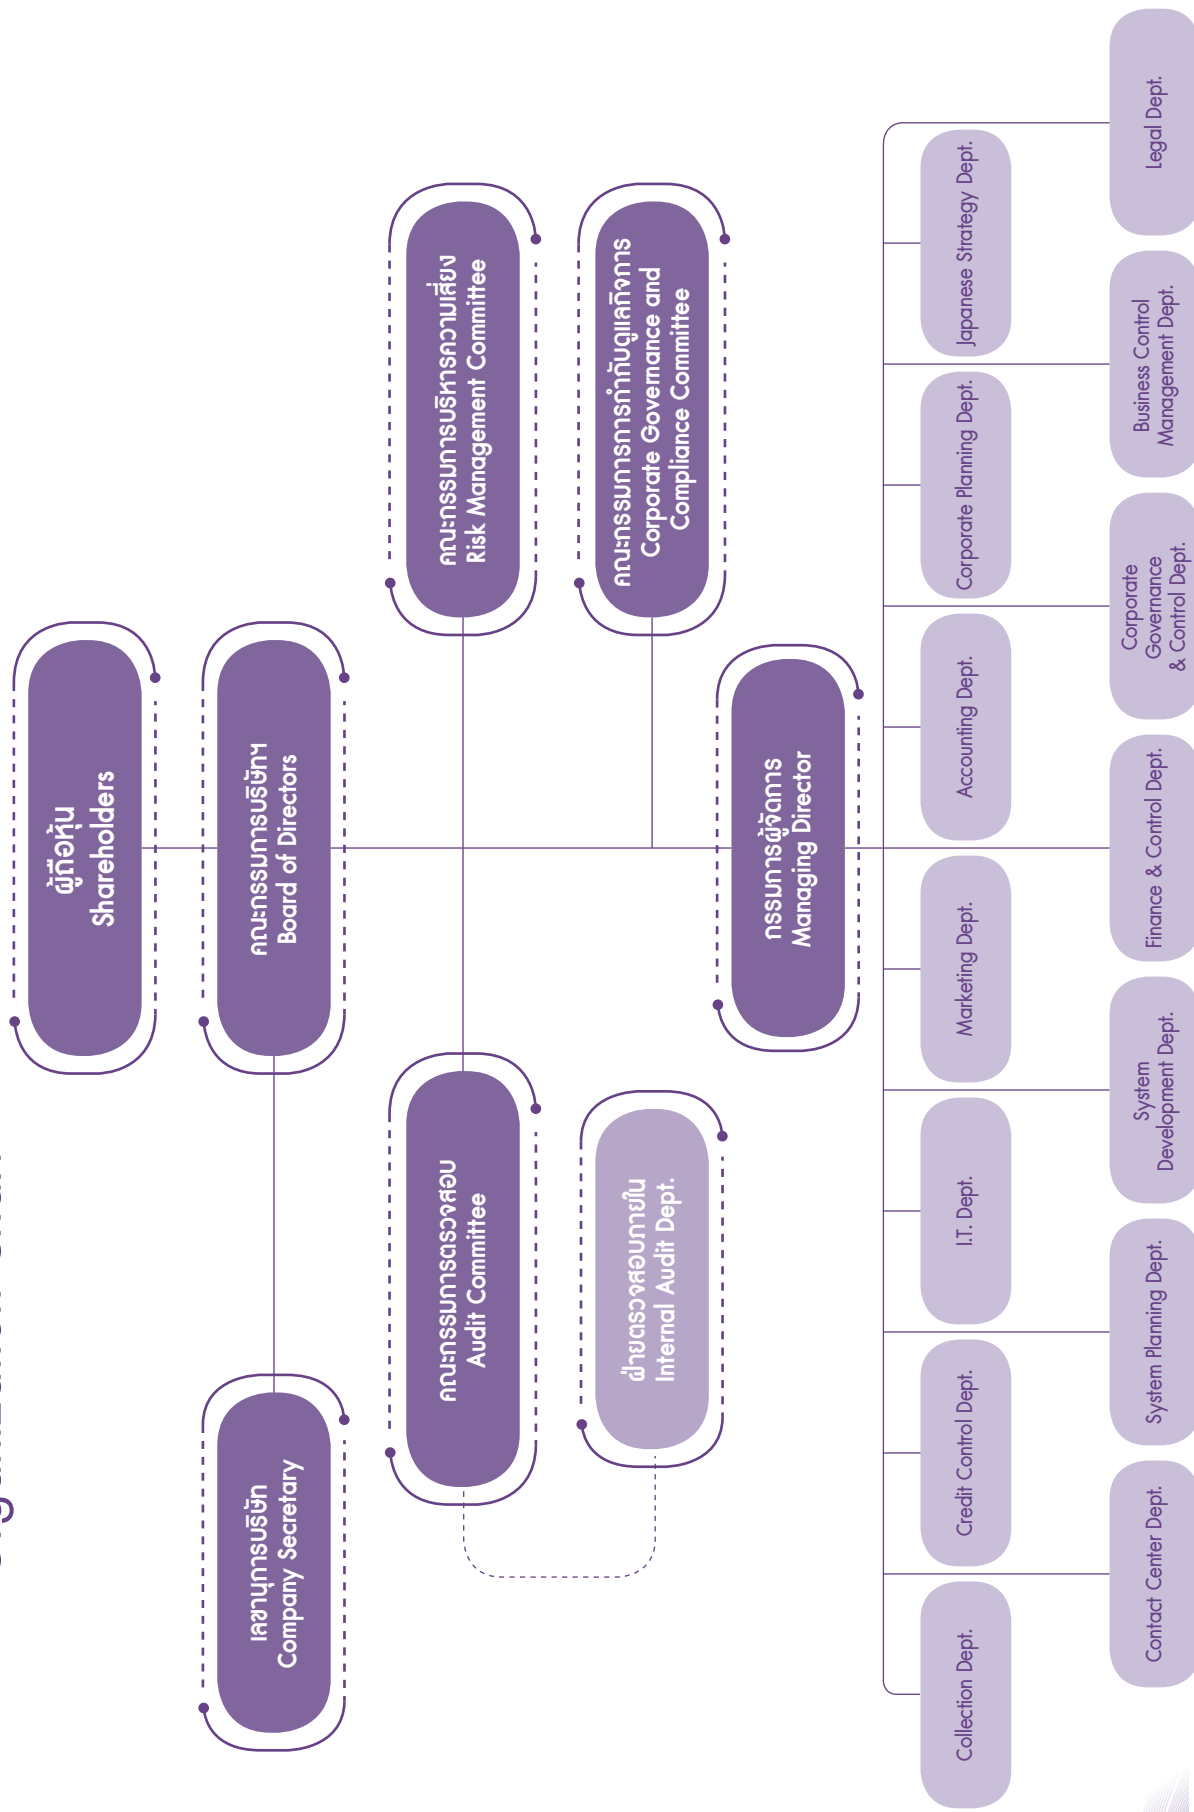 ผู้ถือหุ้น
Shareholders
คณะกรรมการบริษัทฯ
Board of Directors
เลขานุการบริษัท
Company Secretary
คณะกรรมการตรวจสอบ
Audit Committee
คณะกรรมการบริหารความเสี่ยง
Risk Management Committee
ฝ่ายตรวจสอบภายใน
Internal Audit Dept.
คณะกรรมการการกำกับดูแลกิจการ
Corporate Governance and
Compliance Committee
กรรมการผู้จัดการ
Managing Director
Collection Dept.
Credit Control Dept.
I.T. Dept.
Marketing Dept.
Accounting Dept.
Corporate Planning Dept.
Japanese Strategy Dept.
Contact Center Dept.
System Planning Dept.
System
Development Dept.
Finance & Control Dept.
Corporate
Governance
& Control Dept.
Business Control
Management Dept.
Legal Dept.